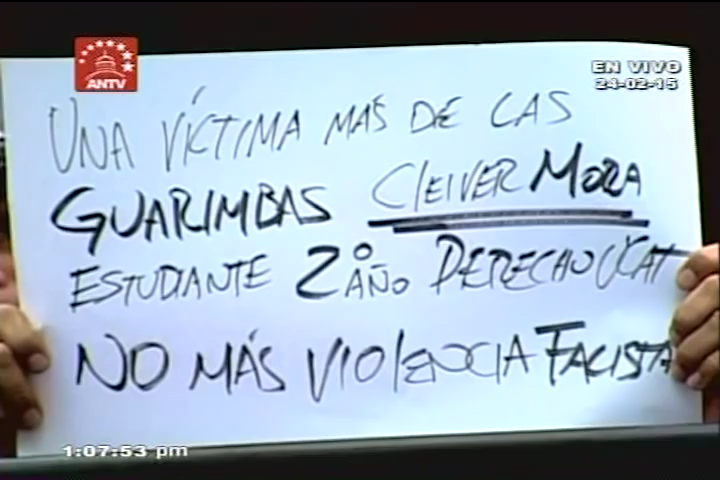 ANTV
EN VIVO
24-02-15
UNA VÍCTIMA MÁS DE LAS
GUARIMBAS CLEIVER MORA
ESTUDIANTE 2° AÑO DERECHO UCAT
NO MÁS VIOLENCIA FACISTA
1:07:53 pm